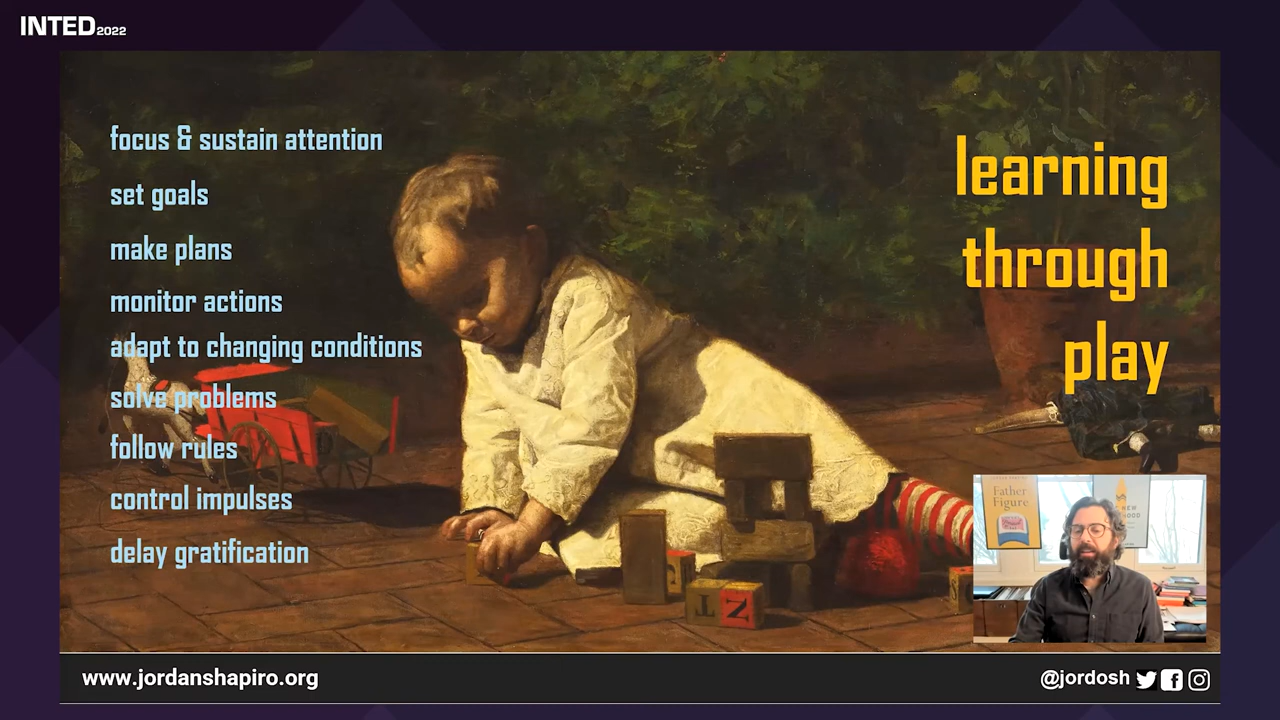 INTED2022
focus & sustain attention
set goals
make plans
monitor actions
adapt to changing conditions
solve problems
follow rules
control impulses
delay gratification
learning
through
play
Father
Figure
www.jordanshapiro.org
@jordosh